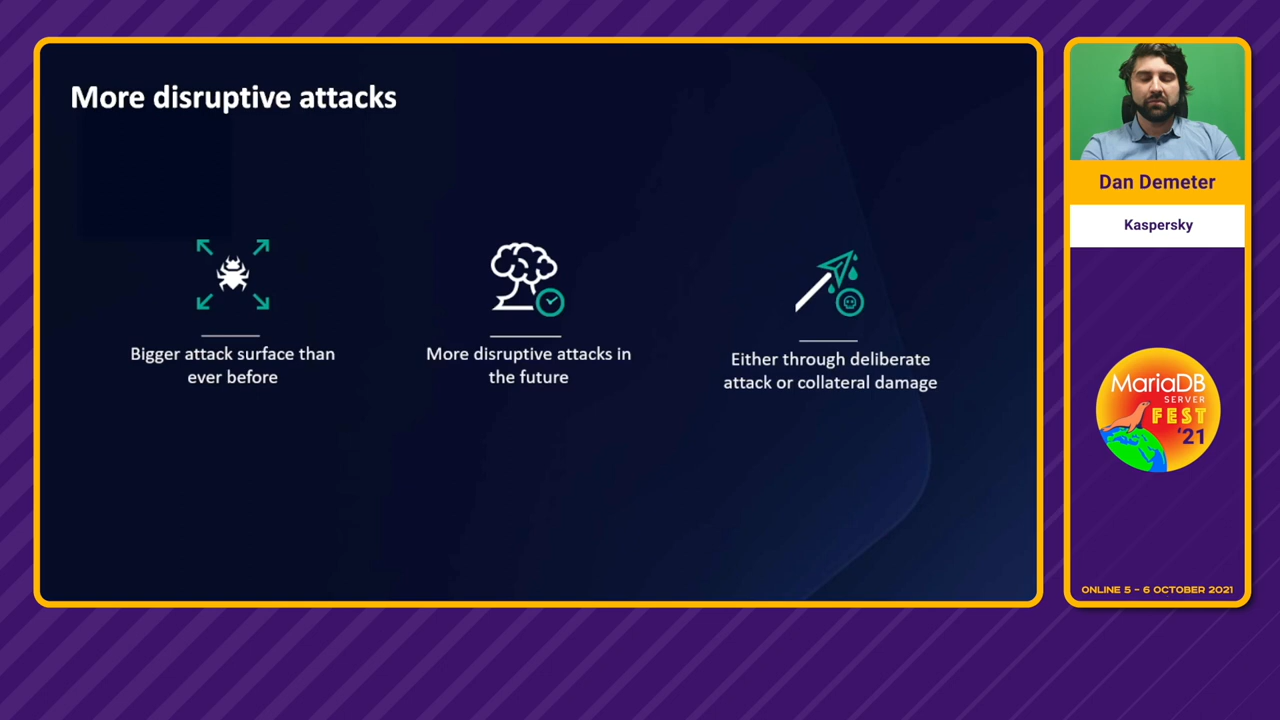 More disruptive attacks
Bigger attack surface than
ever before
More disruptive attacks in
the future
Either through deliberate
attack or collateral damage
Dan Demeter
Kaspersky
MariaDB
SERVER
FEST
'21
ONLINE 5 - 6 OCTOBER 2021